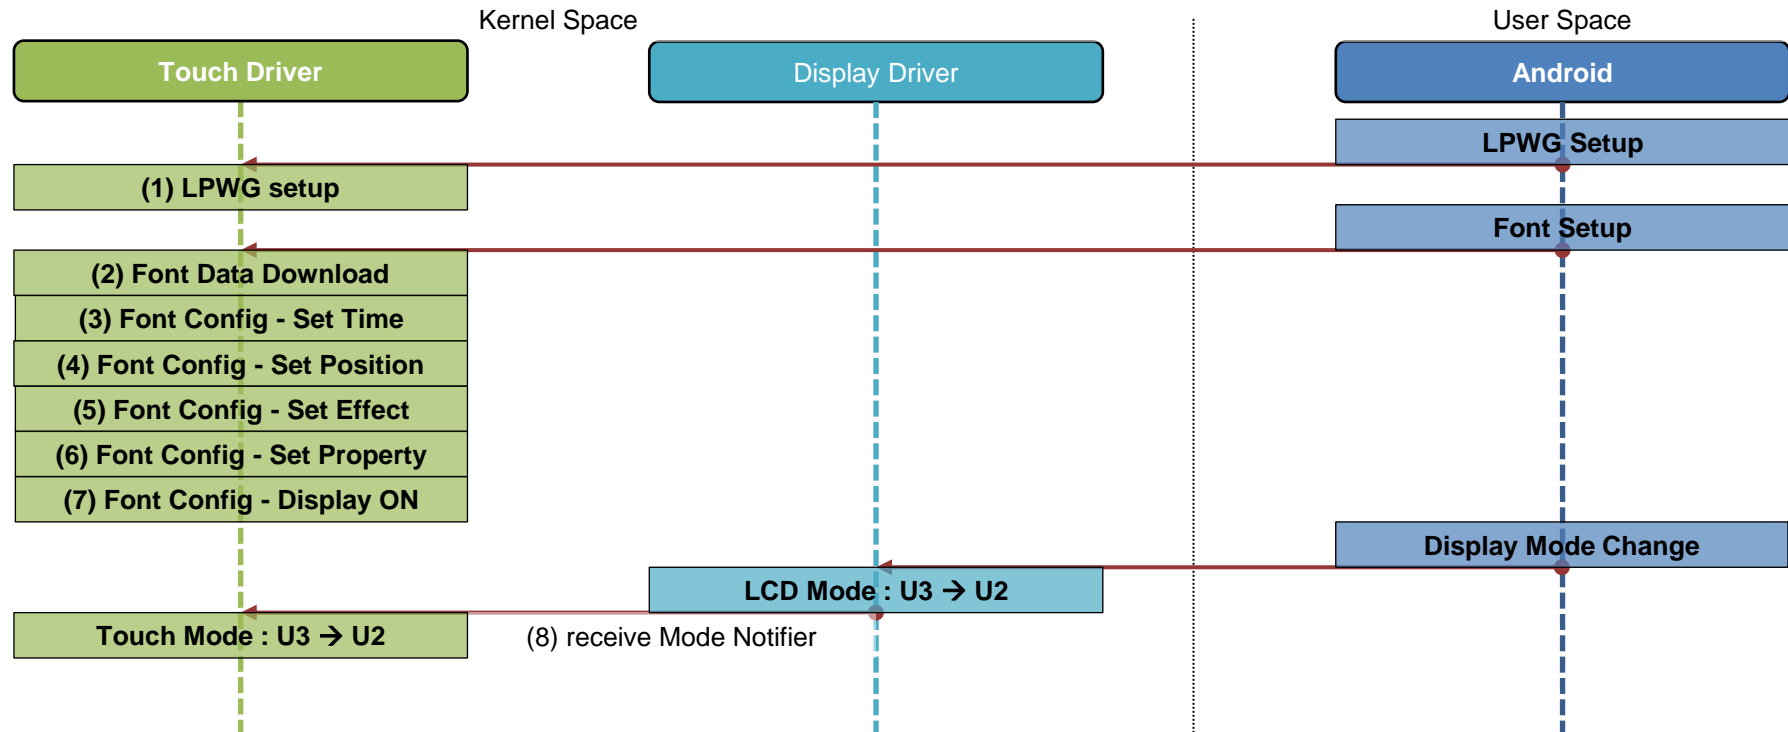 Kernel Space
User Space
Touch Driver
Display Driver
Android
LPWG Setup
(1) LPWG setup
Font Setup
(2) Font Data Download
(3) Font Config - Set Time
(4) Font Config - Set Position
(5) Font Config - Set Effect
(6) Font Config - Set Property
(7) Font Config - Display ON
Display Mode Change
LCD Mode : U3 → U2
(8) receive Mode Notifier
Touch Mode : U3 → U2